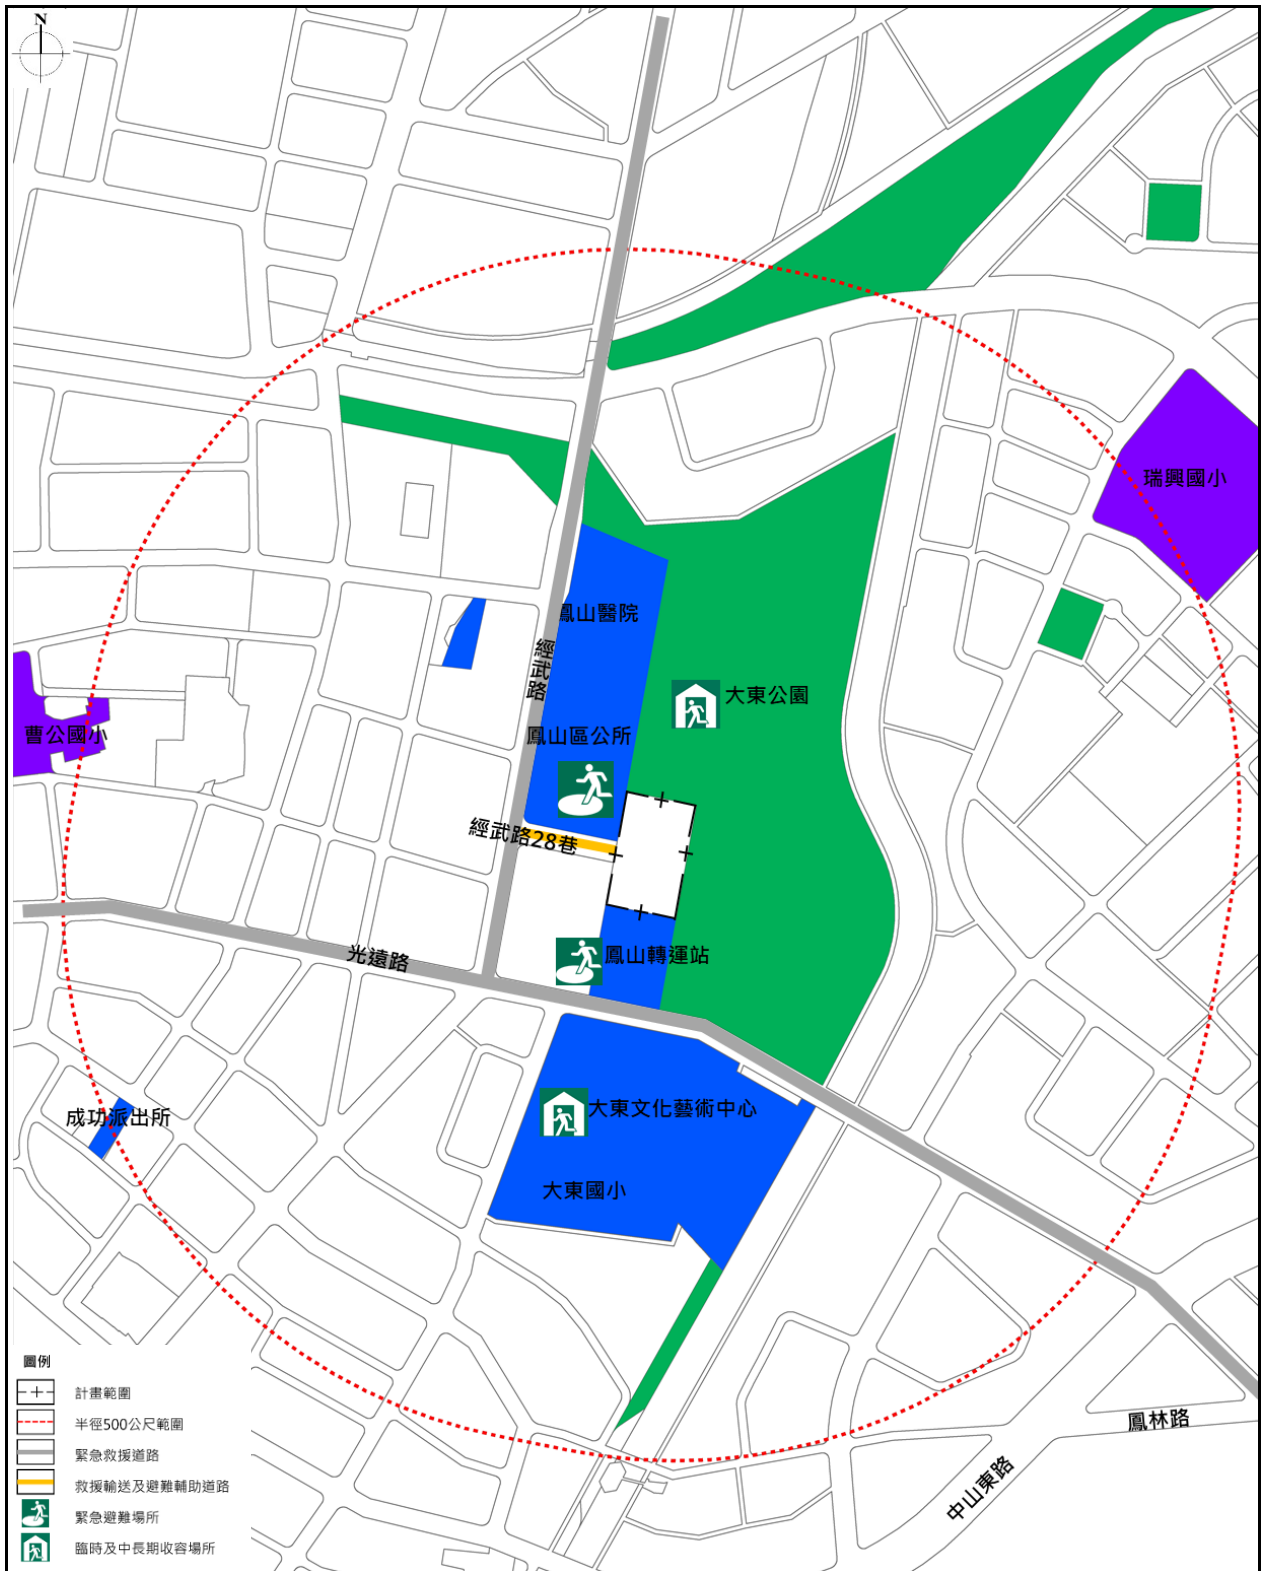 N
瑞興國小
鳳山醫院
經武路
大東公園
曹公國小
鳳山區公所
經武路28巷
光遠路
鳳山轉運站
成功派出所
大東文化藝術中心
大東國小
鳳林路
中山東路
圖例
計畫範圍
半徑500公尺範圍
緊急救援道路
救援輸送及避難輔助道路
緊急避難場所
臨時及中長期收容場所